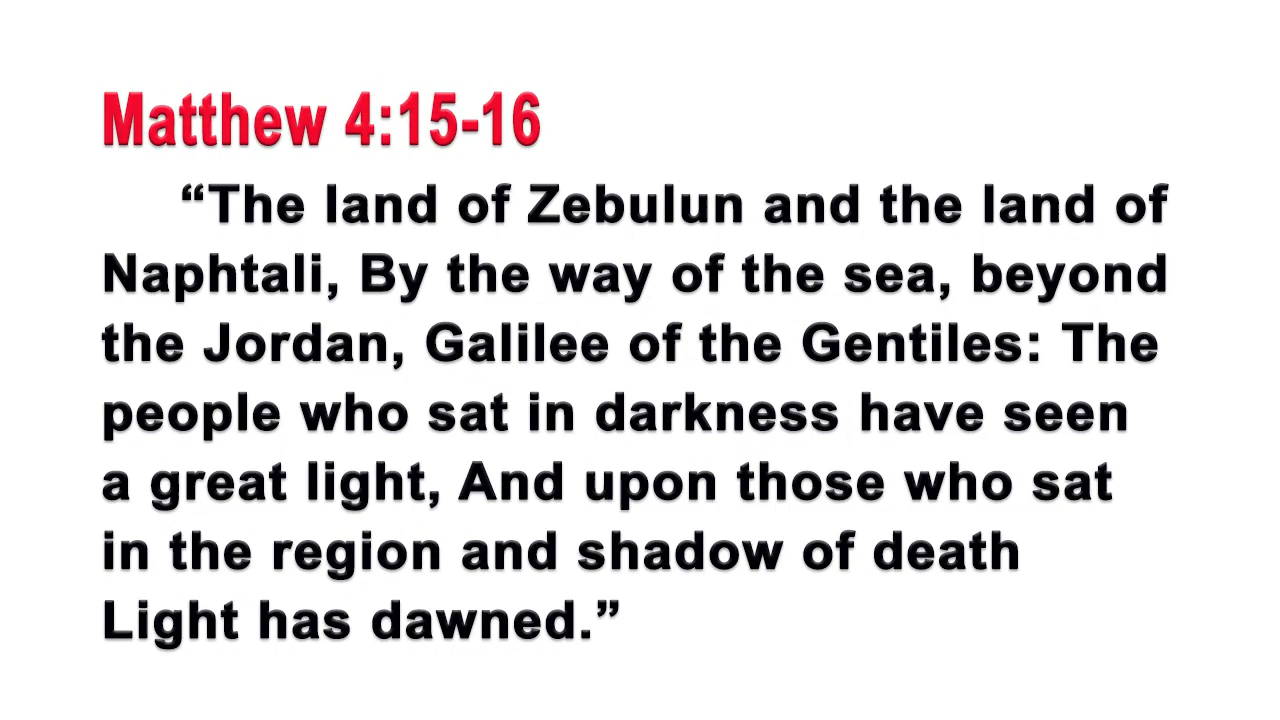 Matthew 4:15-16
“The land of Zebulun and the land of
Naphtali, By the way of the sea, beyond
the Jordan, Galilee of the Gentiles: The
people who sat in darkness have seen
a great light, And upon those who sat
in the region and shadow of death
Light has dawned.”